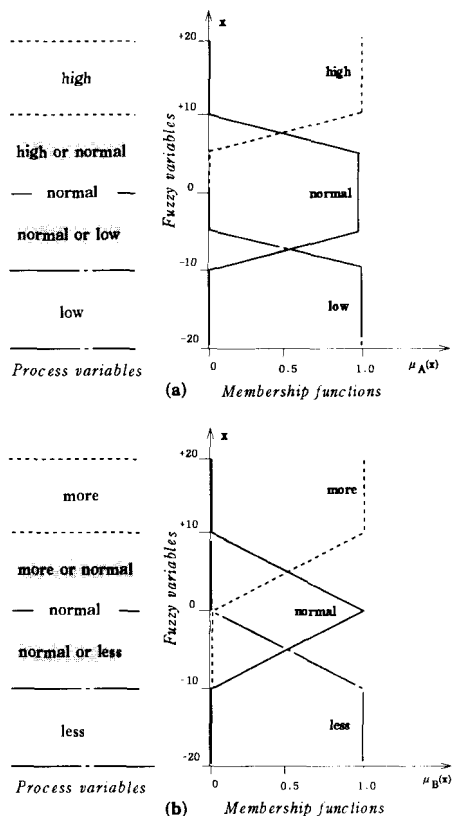 x
+20
high
high
+10
high or normal
Fuzzy variables
normal
0
normal
normal or low
-10
low
low
-20
0
0.5
1.0
μA(x)
Process variables
(a)
Membership functions
x
+20
more
more
+10
more or normal
Fuzzy variables
normal
0
normal
normal or less
-10
less
less
-20
0
0.5
1.0
μB(x)
Process variables
(b)
Membership functions